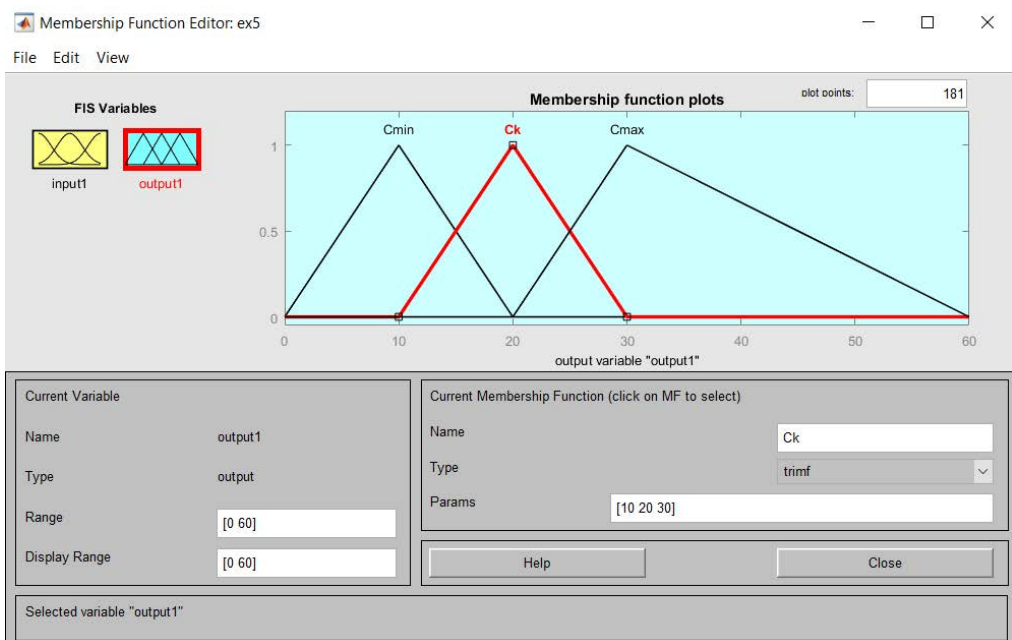 Membership Function Editor: ex5
File Edit View
FIS Variables
input1
output1
Membership function plots
plot points:
181
Cmin
Ck
Cmax
1
0.5
0
0 10 20 30 40 50 60
output variable "output1"
Current Variable
Name output1
Type output
Range [0 60]
Display Range [0 60]
Current Membership Function (click on MF to select)
Name Ck
Type trimf
Params [10 20 30]
Help
Close
Selected variable "output1"